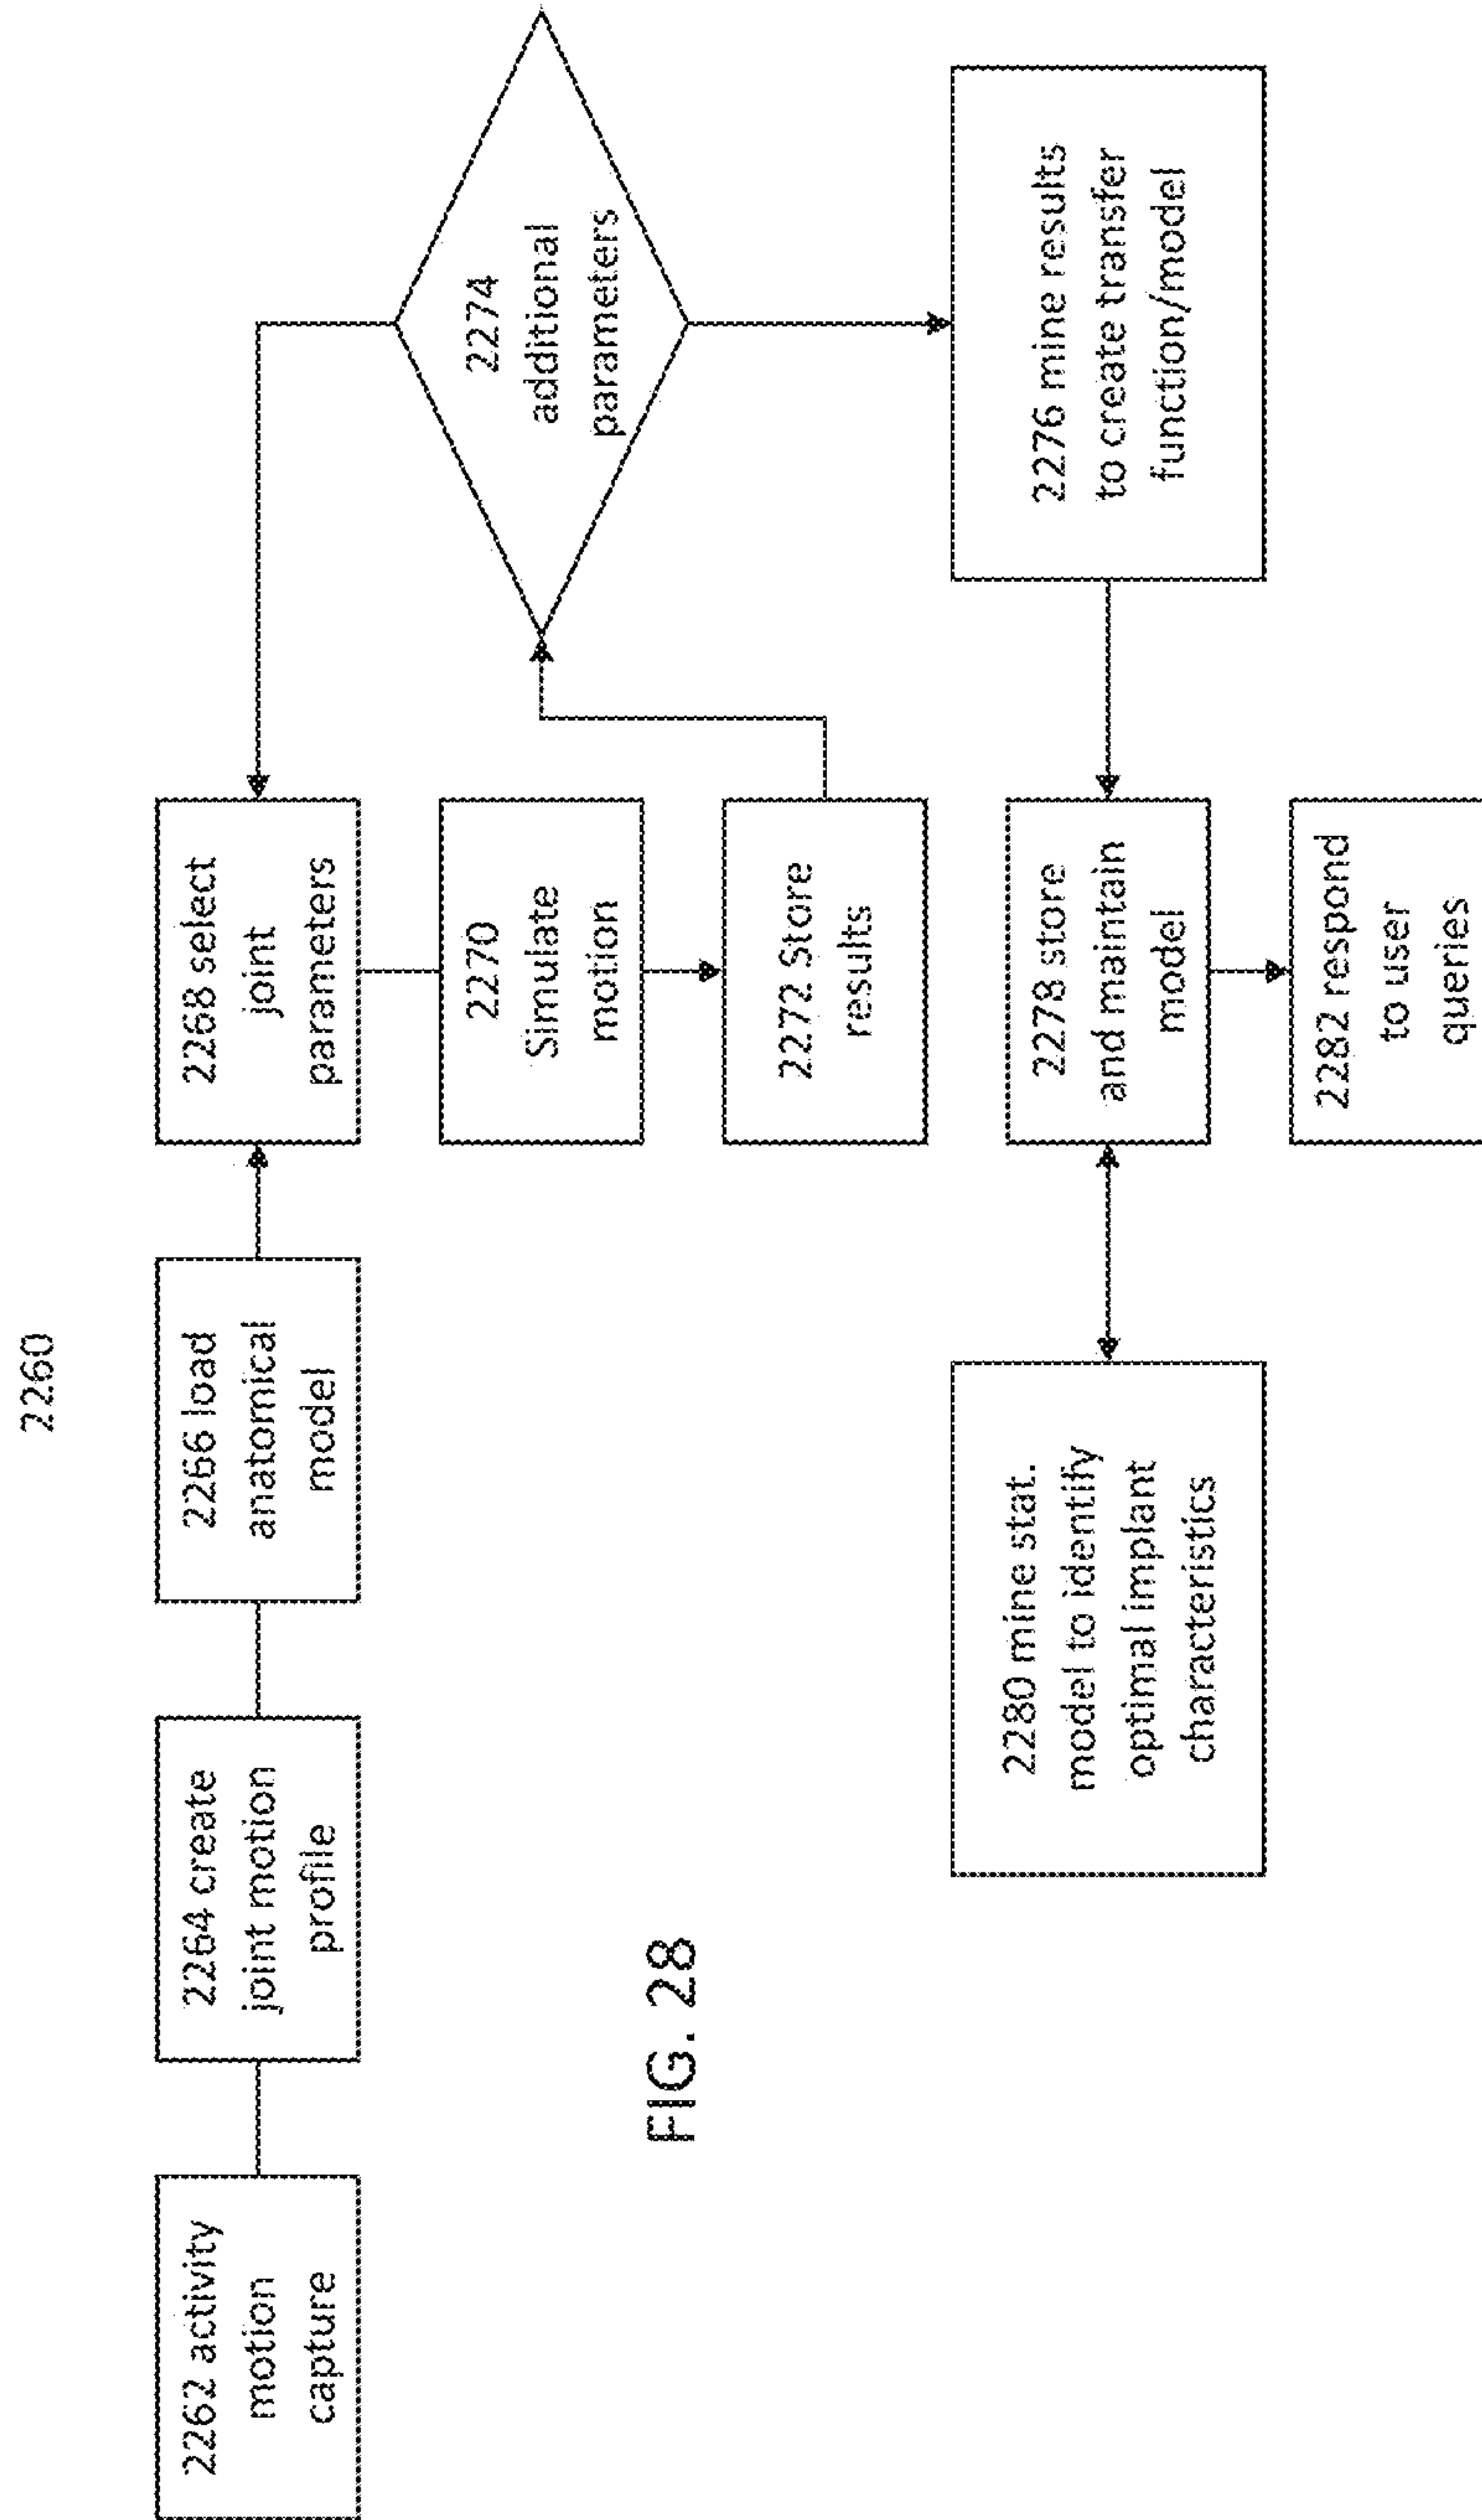 2260
2262 activity
motion
capture
2264 create
joint motion
profile
2266 load
anatomical
model
2268 select
joint
parameters
2270
Simulate
motion
2272 Store
results
2274
additional
parameters
2276 mine results
to create transfer
function/model
2278 store
and maintain
model
2280 mine stat.
model to identify
optimal implant
characteristics
2282 respond
to user
queries
FIG. 28